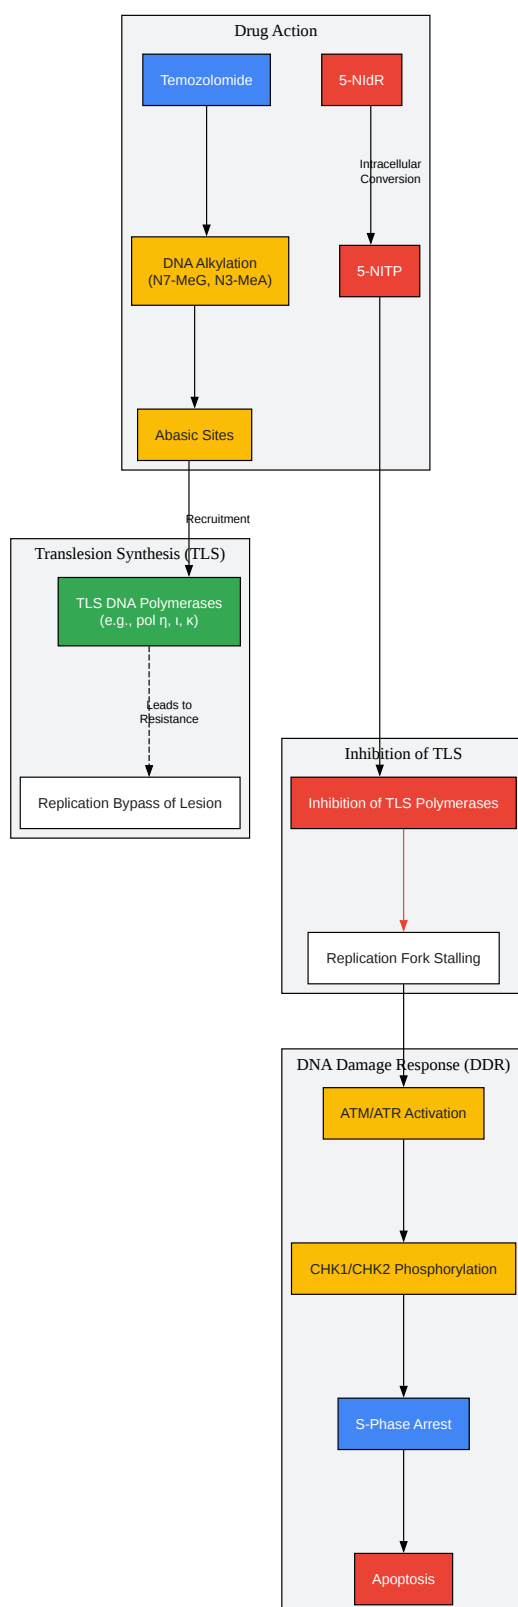 Drug Action
Temozolomide
5-NIdR
Intracellular
Conversion
DNA Alkylation
(N7-MeG, N3-MeA)
5-NITP
Abasic Sites
Recruitment
Translesion Synthesis (TLS)
TLS DNA Polymerases
(e.g., pol η, ι, κ)
Leads to
Resistance
Replication Bypass of Lesion
Inhibition of TLS
Inhibition of TLS Polymerases
Replication Fork Stalling
DNA Damage Response (DDR)
ATM/ATR Activation
CHK1/CHK2 Phosphorylation
S-Phase Arrest
Apoptosis